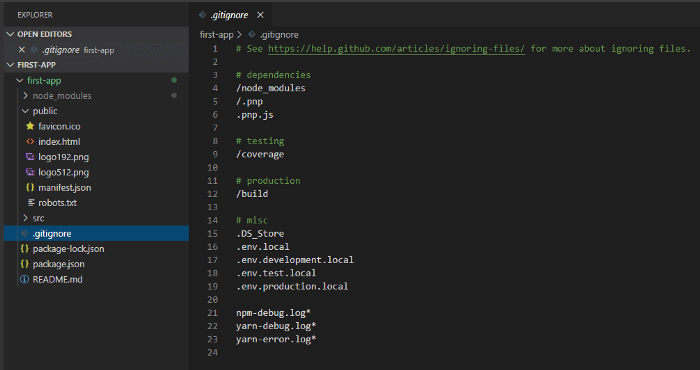 EXPLORER
OPEN EDITORS
.gitignore first-app
FIRST-APP
first-app
node_modules
public
favicon.ico
index.html
logo192.png
logo512.png
manifest.json
robots.txt
src
.gitignore
package-lock.json
package.json
README.md
.gitignore
first-app > .gitignore
1 # See https://help.github.com/articles/ignoring-files/ for more about ignoring files.
2
3 # dependencies
4 /node_modules
5 /.pnp
6 .pnp.js
7
8 # testing
9 /coverage
10
11 # production
12 /build
13
14 # misc
15 .DS_Store
16 .env.local
17 .env.development.local
18 .env.test.local
19 .env.production.local
20
21 npm-debug.log*
22 yarn-debug.log*
23 yarn-error.log*
24